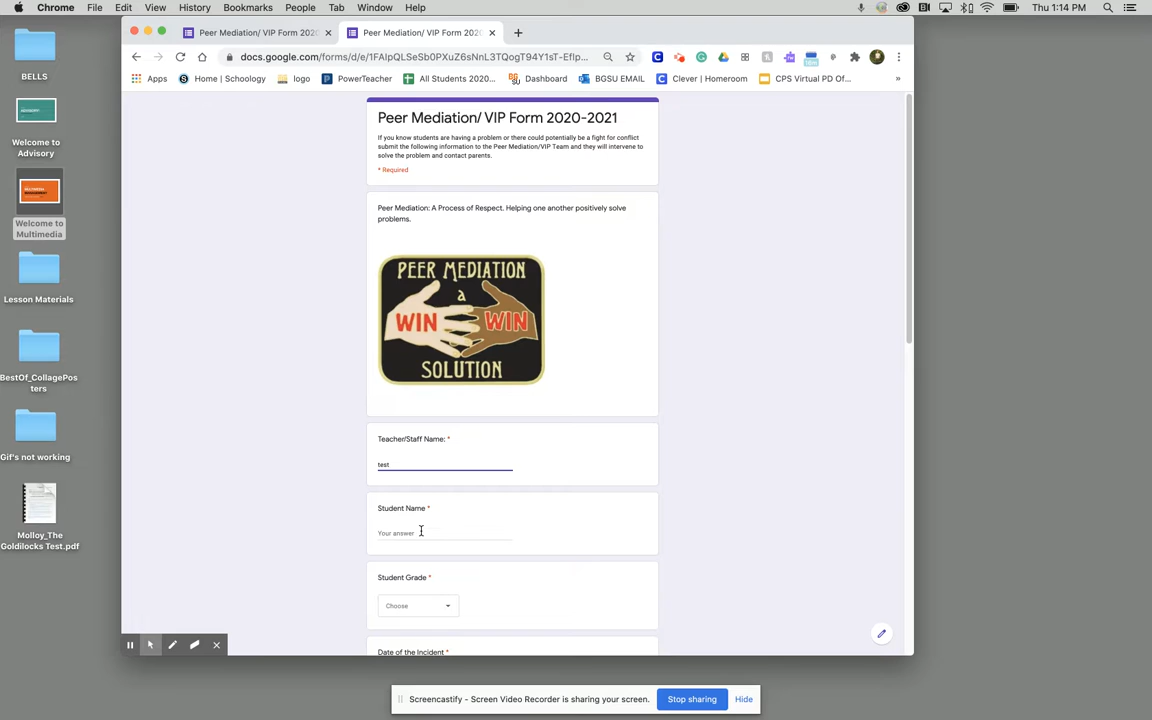 Chrome File Edit View History Bookmarks People Tab Window Help Thu 1:14 PM
Peer Mediation/ VIP Form 202
Peer Mediation/ VIP Form 202
docs.google.com/forms/d/e/1FAIpQLSeSb0PXuZ6sNnL3TQogT94Y1sT-EfIp...
Apps Home | Schoology logo PowerTeacher All Students 2020... Dashboard BGSU EMAIL Clever | Homeroom CPS Virtual PD Of... »
BELLS
Welcome to
Advisory
Welcome to
Multimedia
Lesson Materials
BestOf_CollagePos
ters
Gif's not working
Molloy_The
Goldilocks Test.pdf
Peer Mediation/ VIP Form 2020-2021
If you know students are having a problem or there could potentially be a fight for conflict
submit the following information to the Peer Mediation/VIP Team and they will intervene to
solve the problem and contact parents.
* Required
Peer Mediation: A Process of Respect. Helping one another positively solve
problems.
PEER MEDIATION
a
WIN WIN
SOLUTION
Teacher/Staff Name: *
test
Student Name *
Your answer
Student Grade *
Choose
Date of the Incident *
Screencastify - Screen Video Recorder is sharing your screen. Stop sharing Hide